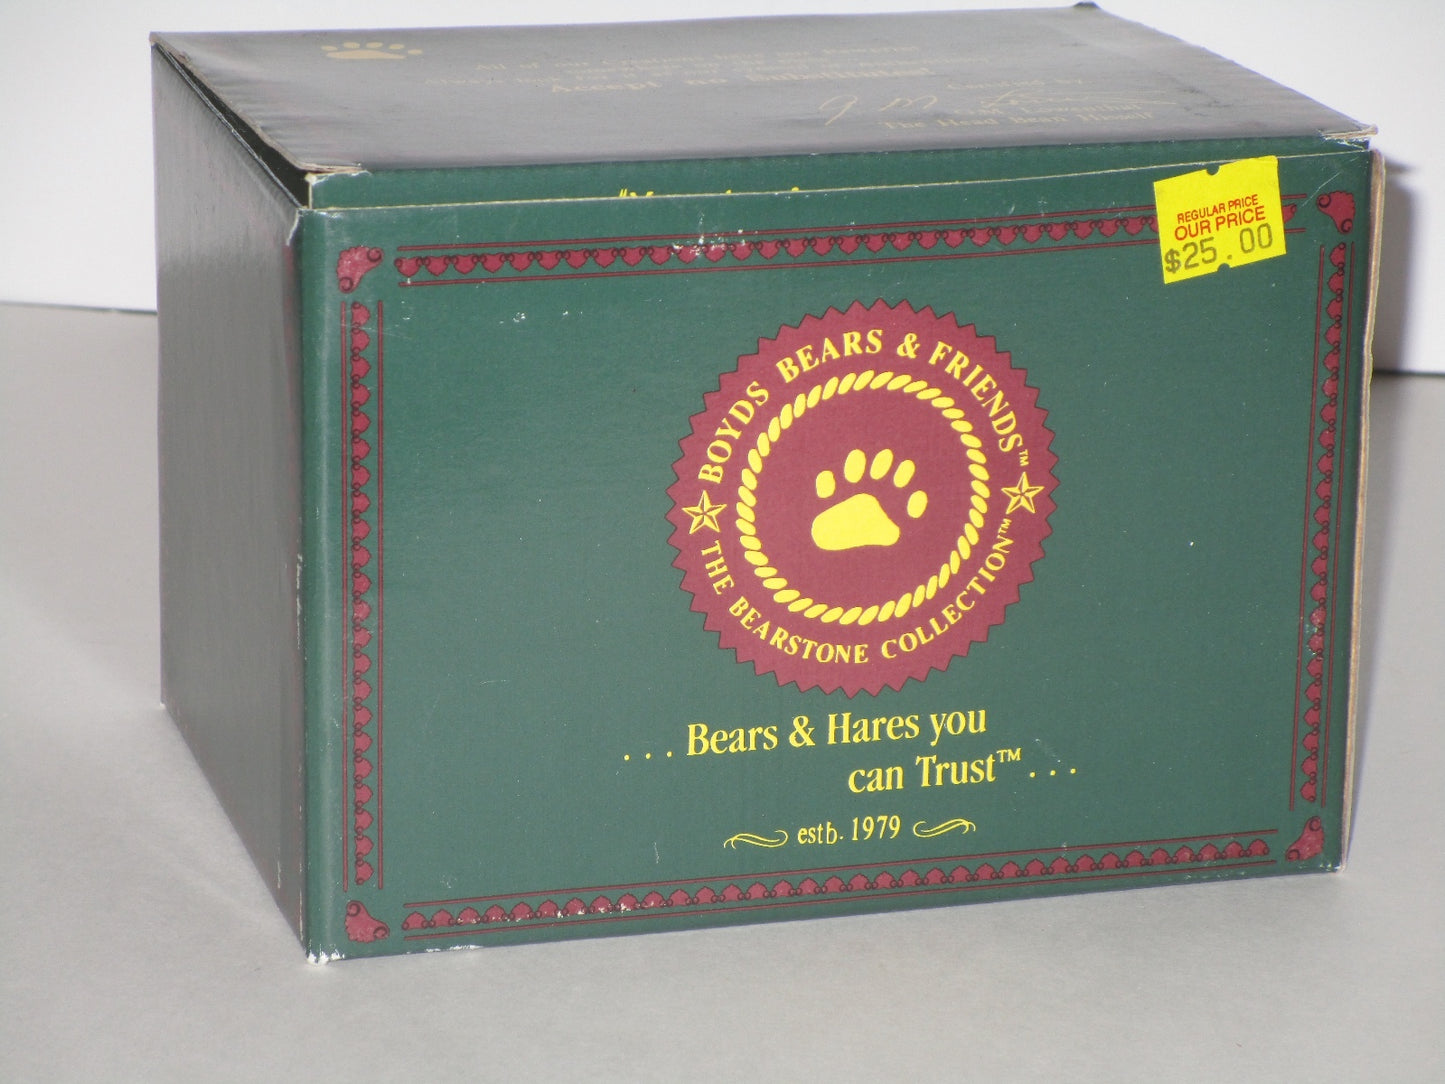 Accept no Substitutes!
The Head Bean Hisself
REGULAR PRICE
OUR PRICE
$25.00
BOYDS BEARS & FRIENDS™
THE BEARSTONE COLLECTION™
...Bears & Hares you
can Trust™...
estb. 1979